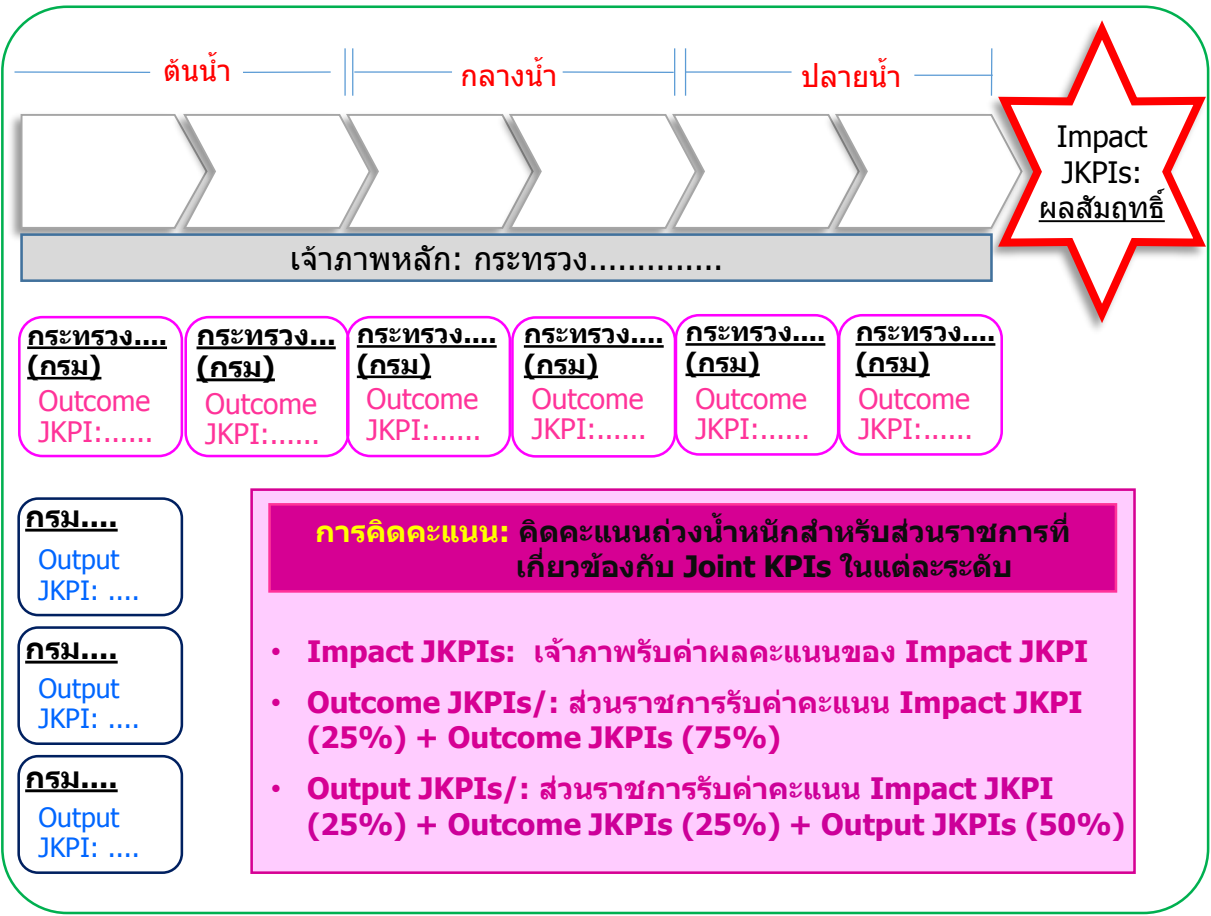 ต้นน้ำ
กลางน้ำ
ปลายน้ำ
Impact
JKPIs:
ผลสัมฤทธิ์
เจ้าภาพหลัก: กระทรวง..............
กระทรวง....
(กรม)
Outcome
JKPI:......
กระทรวง...
(กรม)
Outcome
JKPI:......
กระทรวง....
(กรม)
Outcome
JKPI:......
กระทรวง....
(กรม)
Outcome
JKPI:......
กระทรวง....
(กรม)
Outcome
JKPI:......
กระทรวง....
(กรม)
Outcome
JKPI:......
กรม....
Output
JKPI: ....
กรม....
Output
JKPI: ....
กรม....
Output
JKPI: ....
การคิดคะแนน: คิดคะแนนถ่วงน้ำหนักสำหรับส่วนราชการที่
เกี่ยวข้องกับ Joint KPIs ในแต่ละระดับ
• Impact JKPIs: เจ้าภาพรับค่าผลคะแนนของ Impact JKPI
• Outcome JKPIs/: ส่วนราชการรับค่าคะแนน Impact JKPI
(25%) + Outcome JKPIs (75%)
• Output JKPIs/: ส่วนราชการรับค่าคะแนน Impact JKPI
(25%) + Outcome JKPIs (25%) + Output JKPIs (50%)